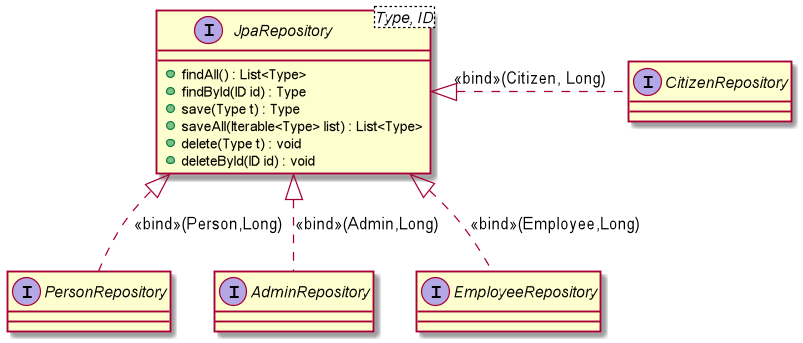 Type, ID
I JpaRepository
findAll() : List<Type>
findById(ID id) : Type
save(Type t) : Type
saveAll(Iterable<Type> list) : List<Type>
delete(Type t) : void
deleteById(ID id) : void
«bind»(Citizen, Long)
I CitizenRepository
«bind»(Person,Long)
«bind»(Admin,Long)
«bind»(Employee,Long)
I PersonRepository
I AdminRepository
I EmployeeRepository